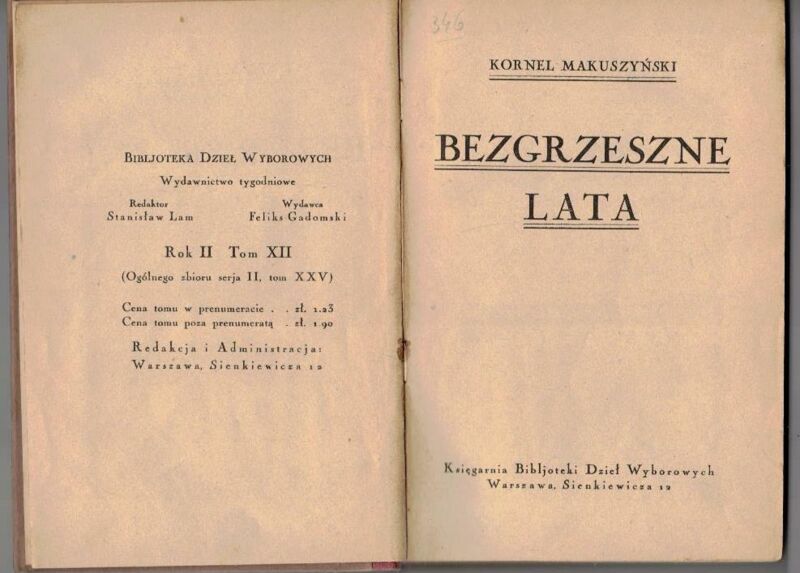 BIBLJOTEKA DZIEŁ WYBOROWYCH
Wydawnictwo tygodniowe
Redaktor Wydawca
Stanisław Lam Feliks Gadomski
Rok II Tom XII
(Ogólnego zbioru serja II, tom XXV)
Cena tomu w prenumeracie . . zł. 1.23
Cena tomu poza prenumeratą . zł. 1 90
Redakcja i Administracja:
Warszawa, Sienkiewicza 12
346
KORNEL MAKUSZYŃSKI
BEZGRZESZNE
LATA
Księgarnia Bibljoteki Dzieł Wyborowych
Warszawa, Sienkiewicza 12